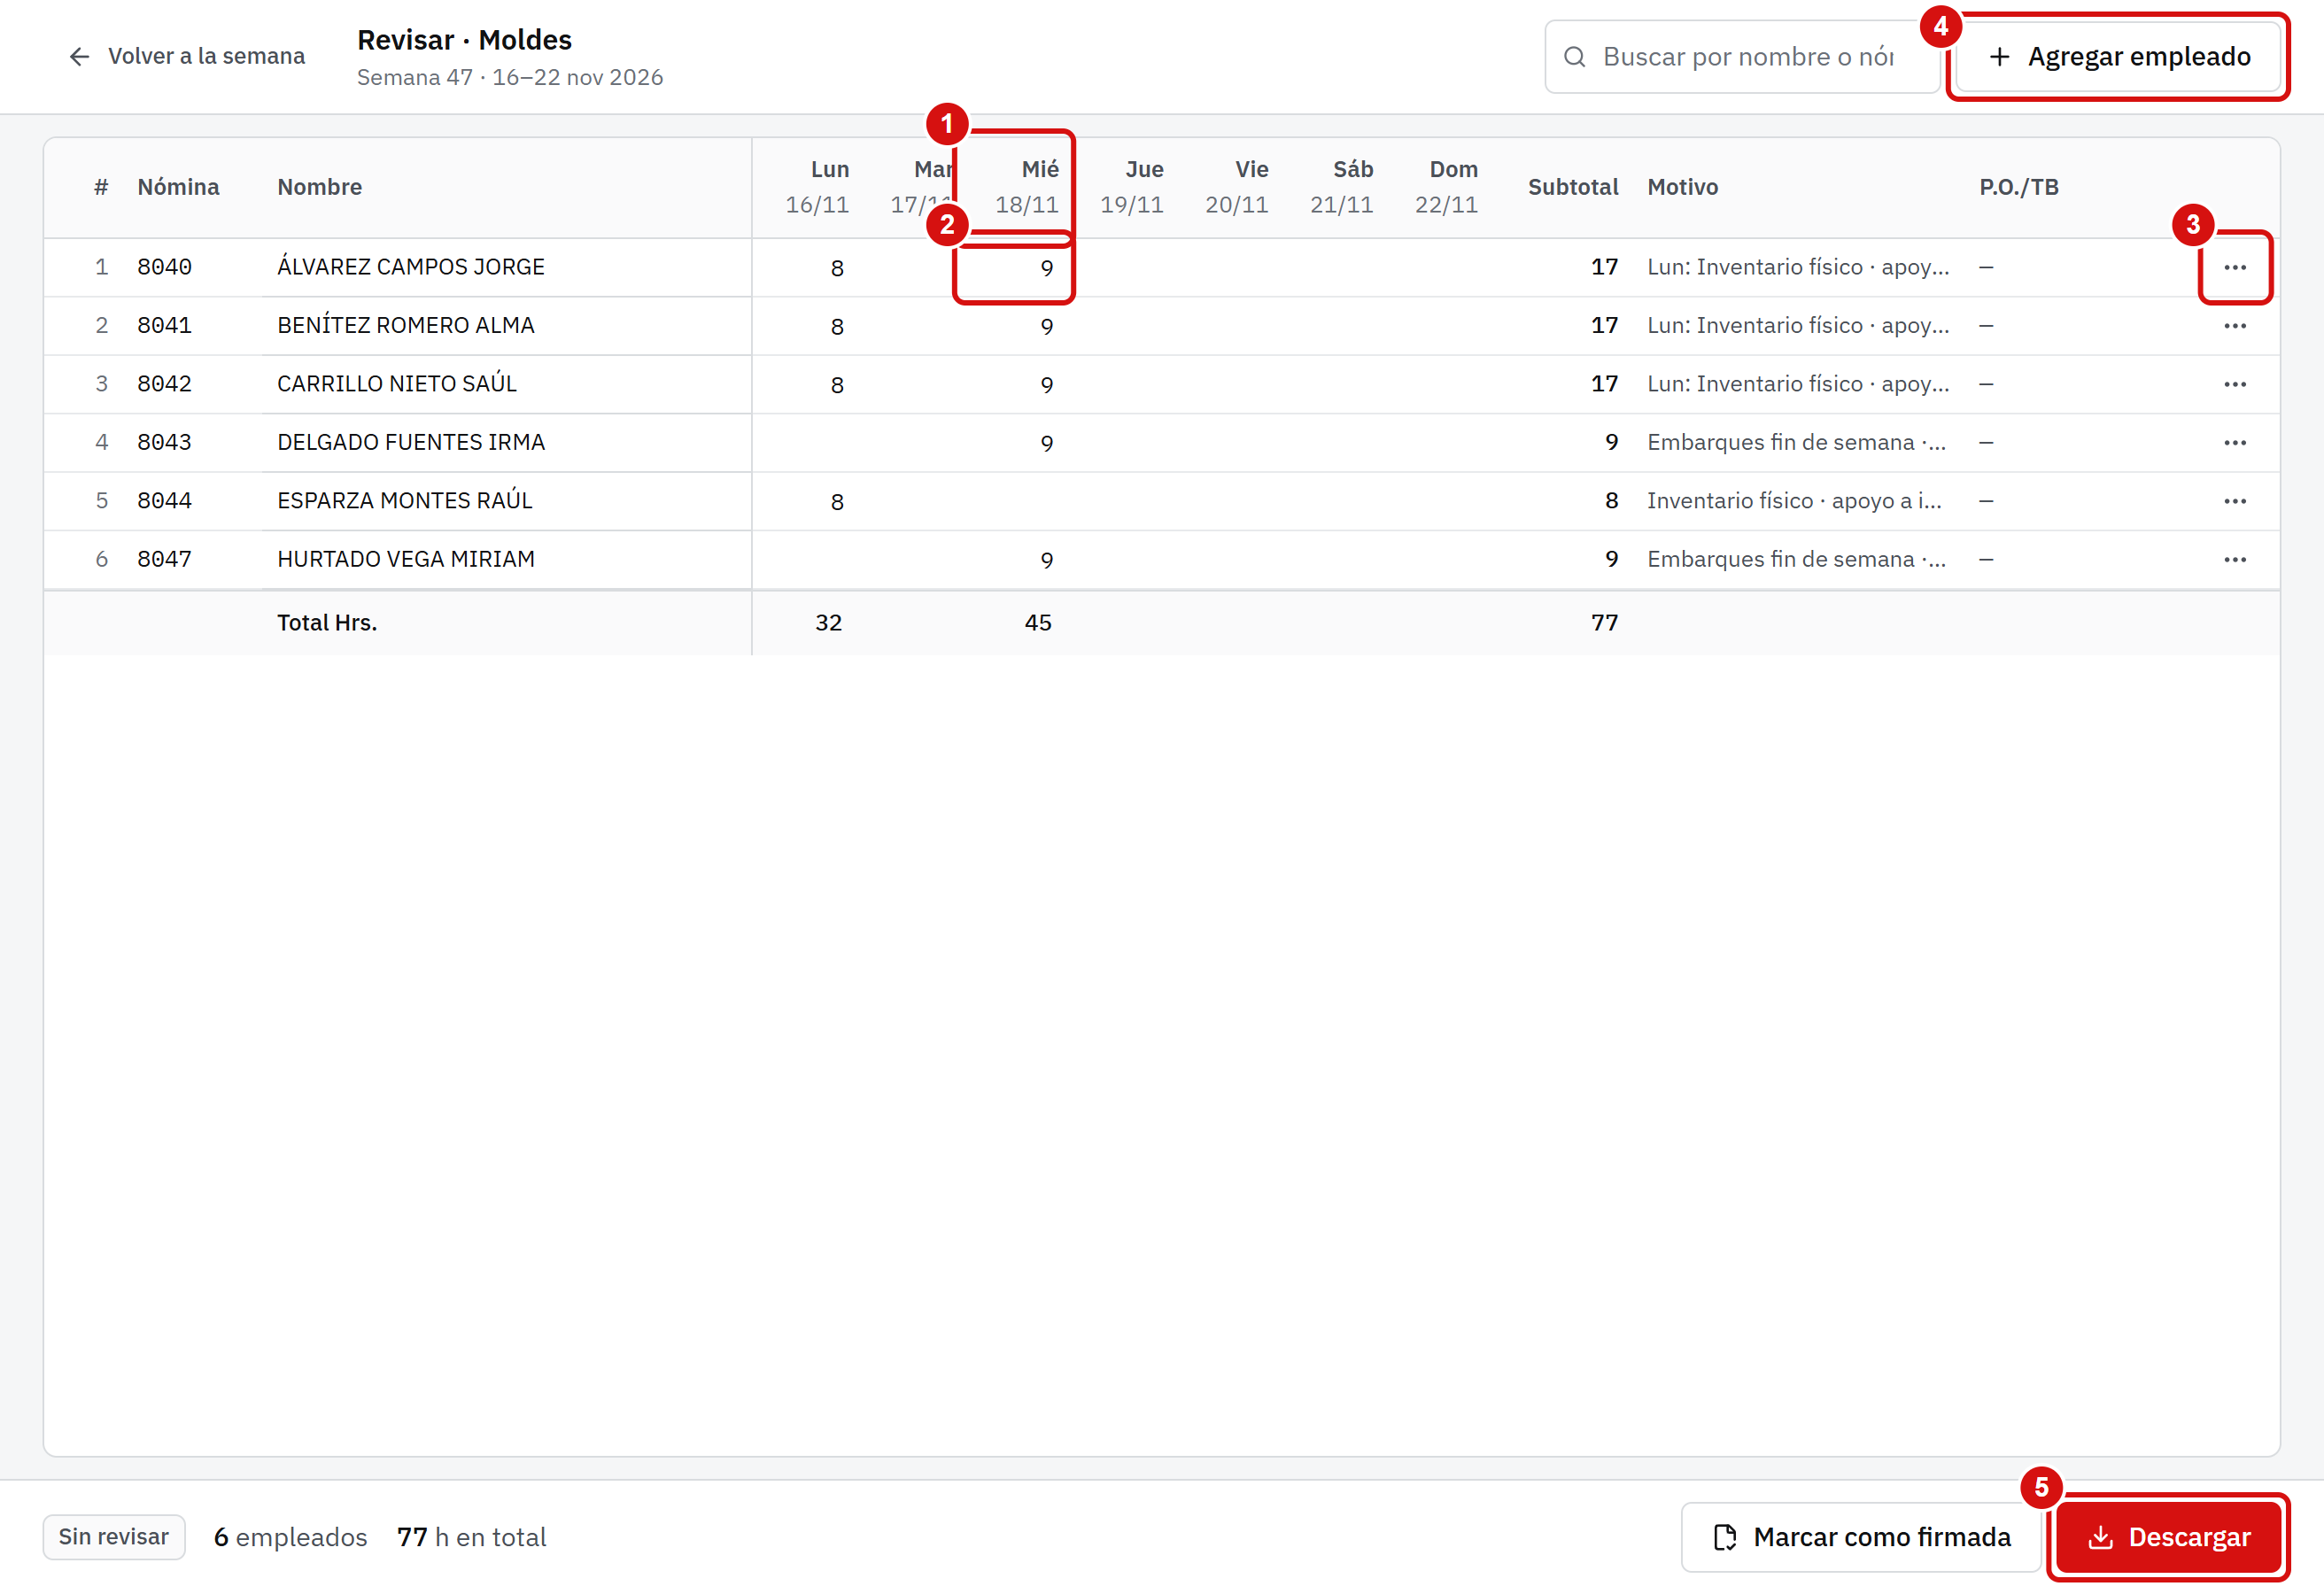 Volver a la semana
Revisar · Moldes
Semana 47 · 16–22 nov 2026
Buscar por nombre o nói
4
+ Agregar empleado
1
# Nómina Nombre Lun 16/11 Mar 17/11 Mié 18/11 Jue 19/11 Vie 20/11 Sáb 21/11 Dom 22/11 Subtotal Motivo P.O./TB
2
3
1 8040 ÁLVAREZ CAMPOS JORGE 8 9 17 Lun: Inventario físico · apoy... – ...
2 8041 BENÍTEZ ROMERO ALMA 8 9 17 Lun: Inventario físico · apoy... – ...
3 8042 CARRILLO NIETO SAÚL 8 9 17 Lun: Inventario físico · apoy... – ...
4 8043 DELGADO FUENTES IRMA 9 9 Embarques fin de semana ·... – ...
5 8044 ESPARZA MONTES RAÚL 8 8 Inventario físico · apoyo a i... – ...
6 8047 HURTADO VEGA MIRIAM 9 9 Embarques fin de semana ·... – ...
Total Hrs. 32 45 77
Sin revisar 6 empleados 77 h en total
Marcar como firmada
5
Descargar